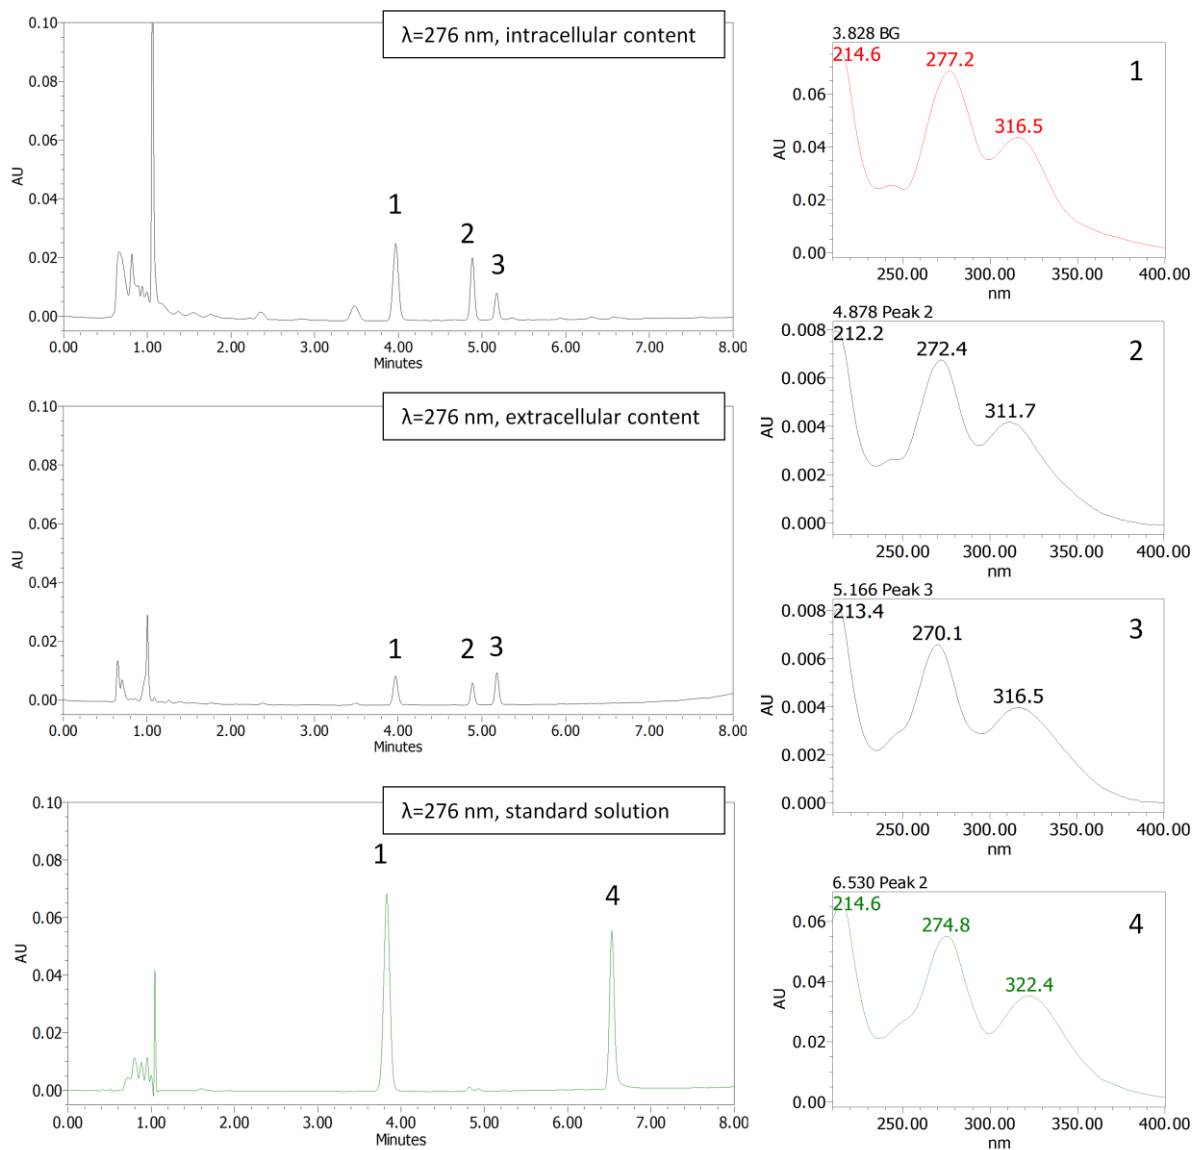 λ=276 nm, intracellular content
0.10
0.08
0.06
0.04
0.02
0.00
AU
1
2
3
0.00 1.00 2.00 3.00 4.00 5.00 6.00 7.00 8.00
Minutes
λ=276 nm, extracellular content
0.10
0.08
0.06
0.04
0.02
0.00
AU
1
2
3
0.00 1.00 2.00 3.00 4.00 5.00 6.00 7.00 8.00
Minutes
λ=276 nm, standard solution
0.10
0.08
0.06
0.04
0.02
0.00
AU
1
4
0.00 1.00 2.00 3.00 4.00 5.00 6.00 7.00 8.00
Minutes
3.828 BG
214.6
277.2
316.5
1
0.06
0.04
0.02
0.00
AU
250.00 300.00 350.00 400.00
nm
4.878 Peak 2
0.008
212.2
272.4
311.7
2
0.006
0.004
0.002
0.000
AU
250.00 300.00 350.00 400.00
nm
5.166 Peak 3
0.008
213.4
270.1
316.5
3
0.006
0.004
0.002
0.000
AU
250.00 300.00 350.00 400.00
nm
6.530 Peak 2
214.6
274.8
322.4
4
0.06
0.04
0.02
0.00
AU
250.00 300.00 350.00 400.00
nm